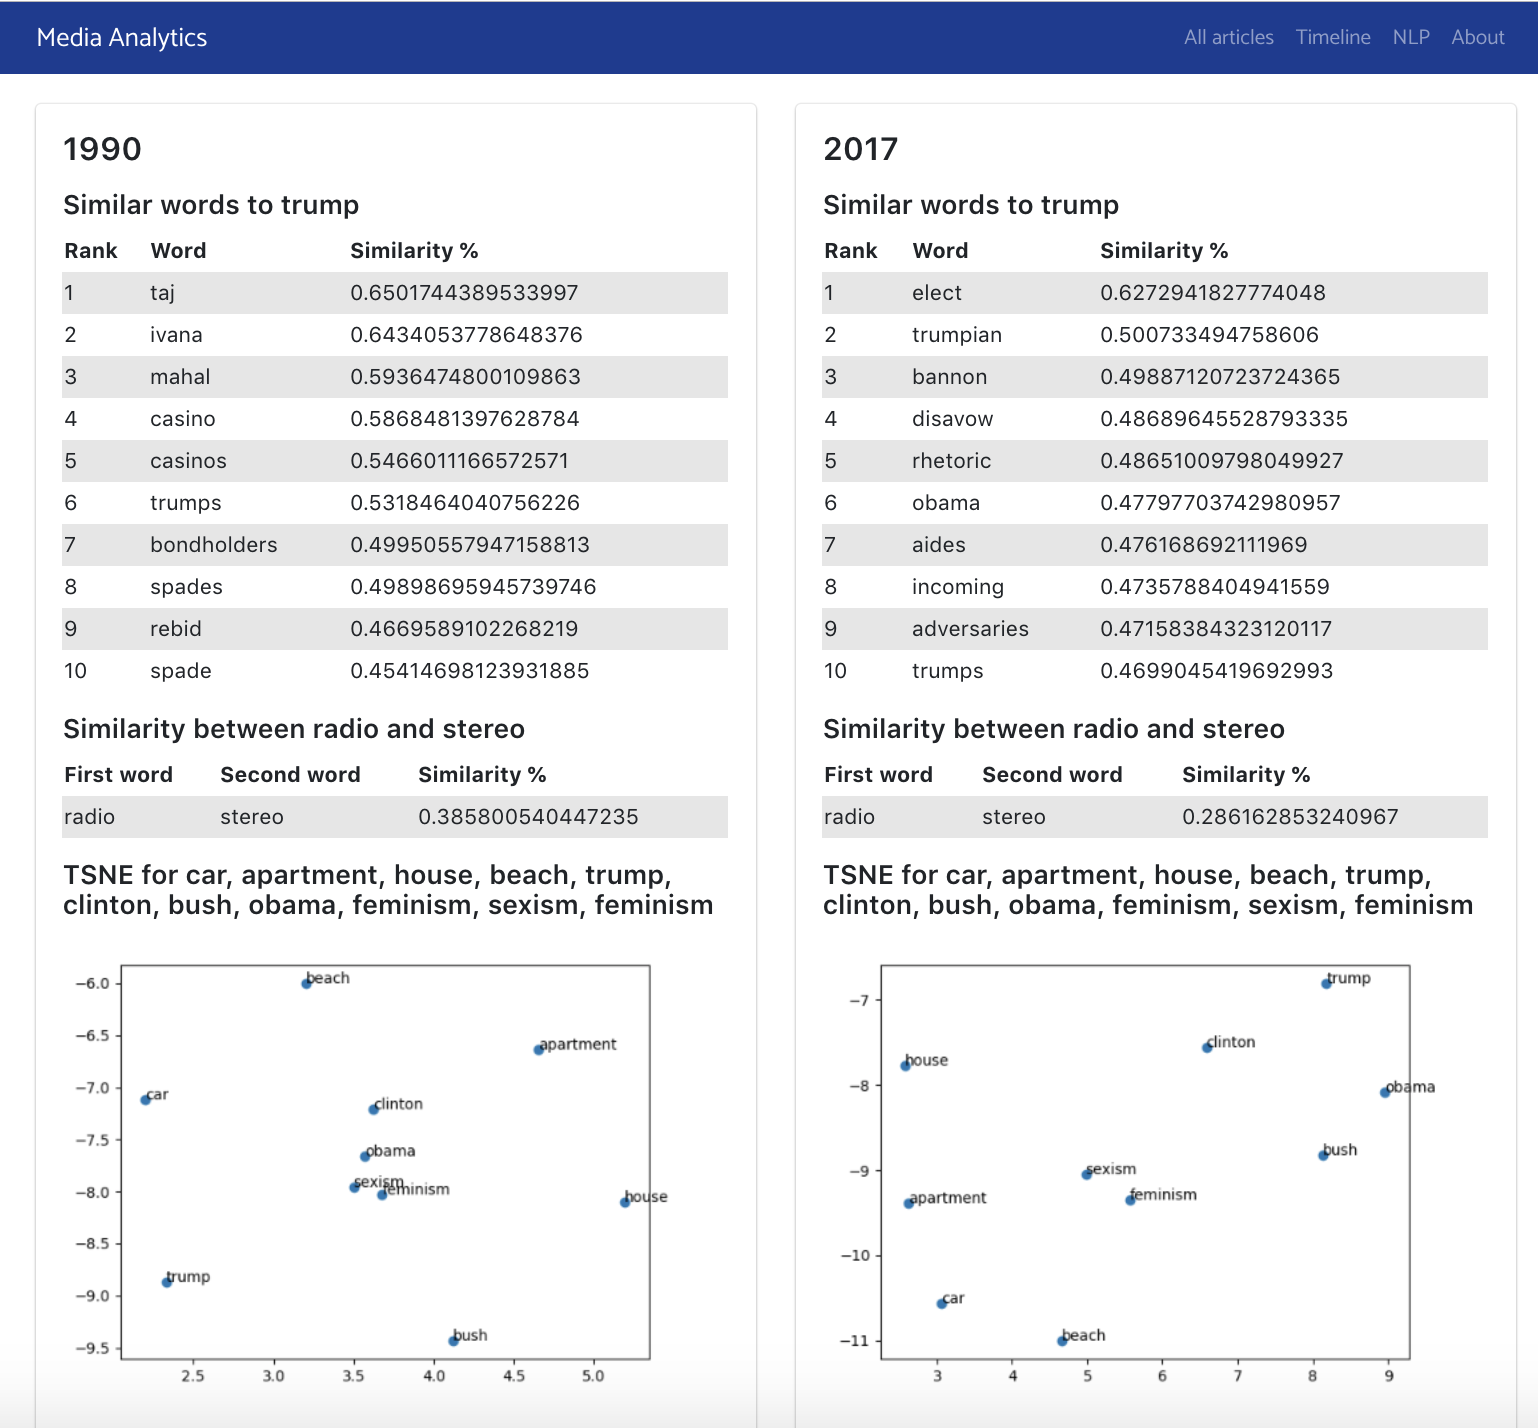 Media Analytics
All articles Timeline NLP About
1990
Similar words to trump
Rank Word Similarity %
1 taj 0.6501744389533997
2 ivana 0.6434053778648376
3 mahal 0.5936474800109863
4 casino 0.5868481397628784
5 casinos 0.5466011166572571
6 trumps 0.5318464040756226
7 bondholders 0.49950557947158813
8 spades 0.49898695945739746
9 rebid 0.4669589102268219
10 spade 0.45414698123931885
Similarity between radio and stereo
First word Second word Similarity %
radio stereo 0.385800540447235
TSNE for car, apartment, house, beach, trump,
clinton, bush, obama, feminism, sexism, feminism
−6.0
−6.5
−7.0
−7.5
−8.0
−8.5
−9.0
−9.5
beach
apartment
car
clinton
obama
sexism
feminism
house
trump
bush
2.5 3.0 3.5 4.0 4.5 5.0
2017
Similar words to trump
Rank Word Similarity %
1 elect 0.6272941827774048
2 trumpian 0.500733494758606
3 bannon 0.49887120723724365
4 disavow 0.48689645528793335
5 rhetoric 0.48651009798049927
6 obama 0.47797703742980957
7 aides 0.476168692111969
8 incoming 0.4735788404941559
9 adversaries 0.47158384323120117
10 trumps 0.4699045419692993
Similarity between radio and stereo
First word Second word Similarity %
radio stereo 0.286162853240967
TSNE for car, apartment, house, beach, trump,
clinton, bush, obama, feminism, sexism, feminism
−7
−8
−9
−10
−11
trump
clinton
house
obama
bush
sexism
feminism
apartment
car
beach
3 4 5 6 7 8 9